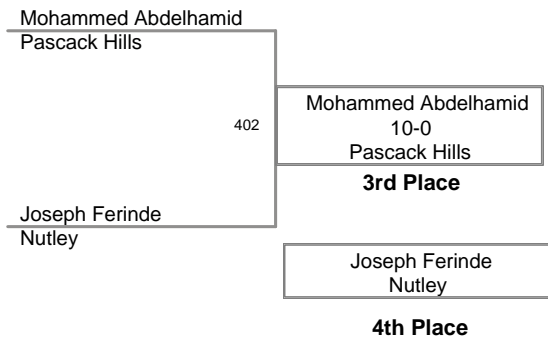 Mohammed Abdelhamid
Pascack Hills
402
Mohammed Abdelhamid
10-0
Pascack Hills
3rd Place
Joseph Ferinde
Nutley
Joseph Ferinde
Nutley
4th Place